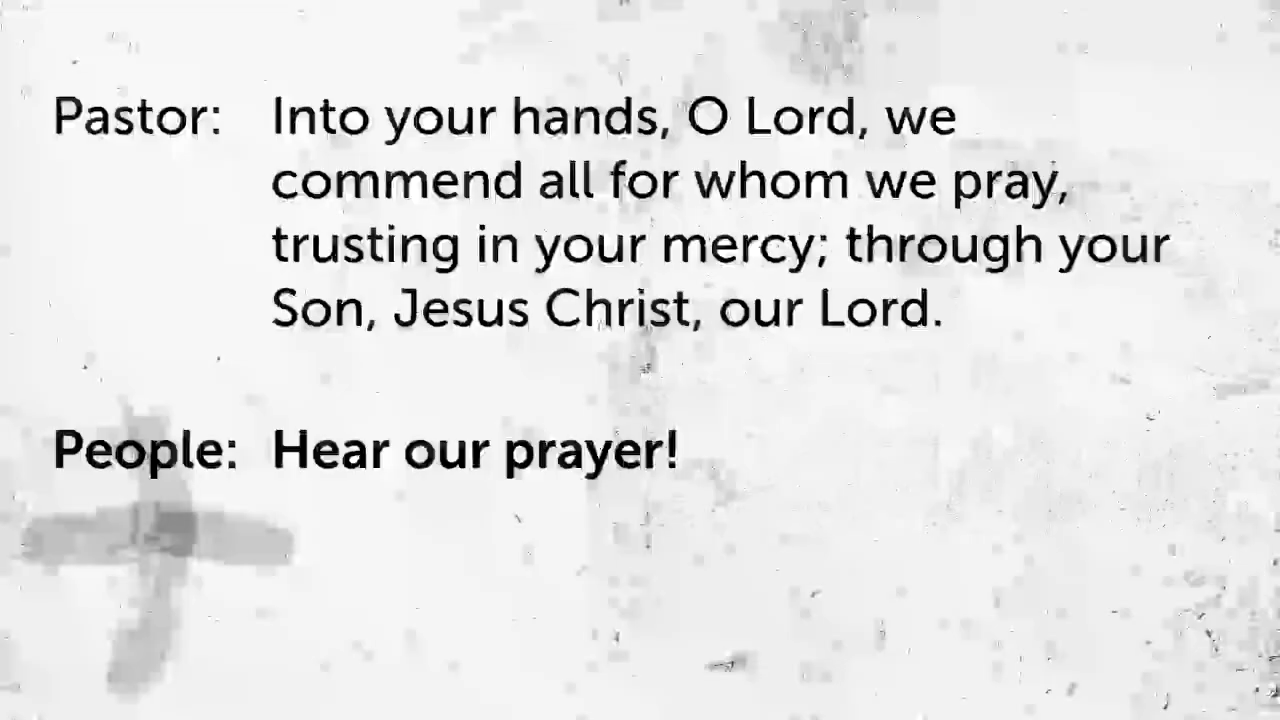 Pastor: Into your hands, O Lord, we
commend all for whom we pray,
trusting in your mercy; through your
Son, Jesus Christ, our Lord.
People: Hear our prayer!